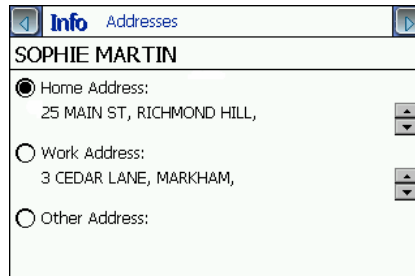 Info Addresses
SOPHIE MARTIN
Home Address:
25 MAIN ST, RICHMOND HILL,
Work Address:
3 CEDAR LANE, MARKHAM,
Other Address: